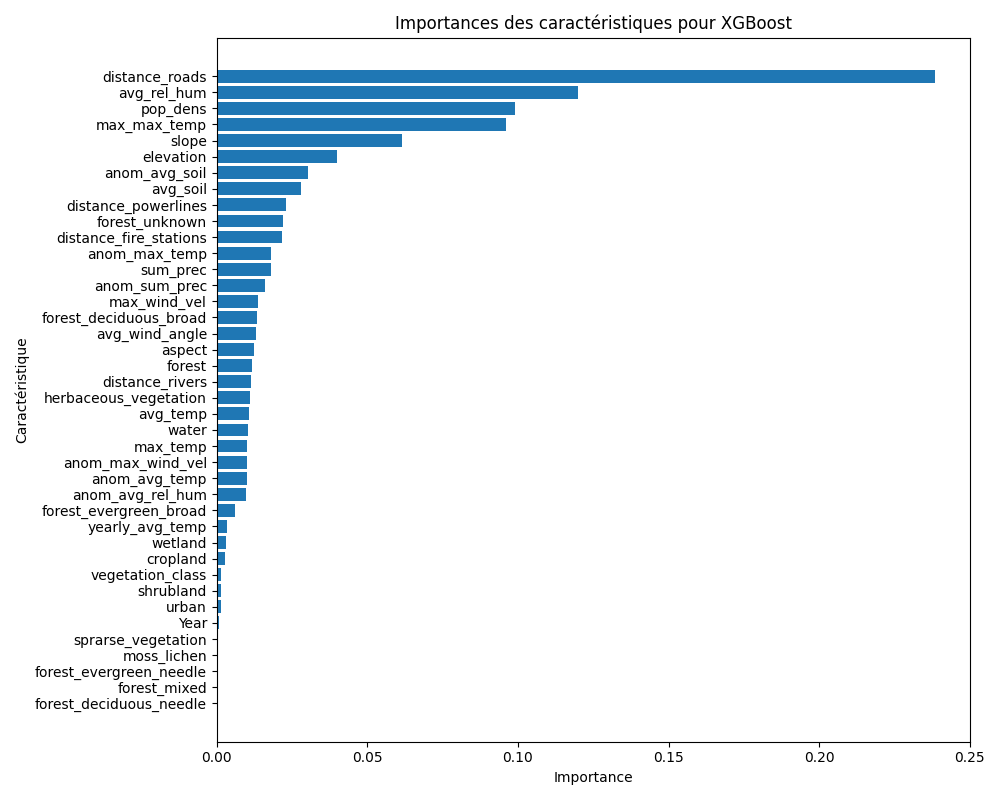 Importances des caractéristiques pour XGBoost
distance_roads
avg_rel_hum
pop_dens
max_max_temp
slope
elevation
anom_avg_soil
avg_soil
distance_powerlines
forest_unknown
distance_fire_stations
anom_max_temp
sum_prec
anom_sum_prec
max_wind_vel
forest_deciduous_broad
avg_wind_angle
aspect
forest
distance_rivers
herbaceous_vegetation
avg_temp
water
max_temp
anom_max_wind_vel
anom_avg_temp
anom_avg_rel_hum
forest_evergreen_broad
yearly_avg_temp
wetland
cropland
vegetation_class
shrubland
urban
Year
sprarse_vegetation
moss_lichen
forest_evergreen_needle
forest_mixed
forest_deciduous_needle
Caractéristique
0.00 0.05 0.10 0.15 0.20 0.25
Importance